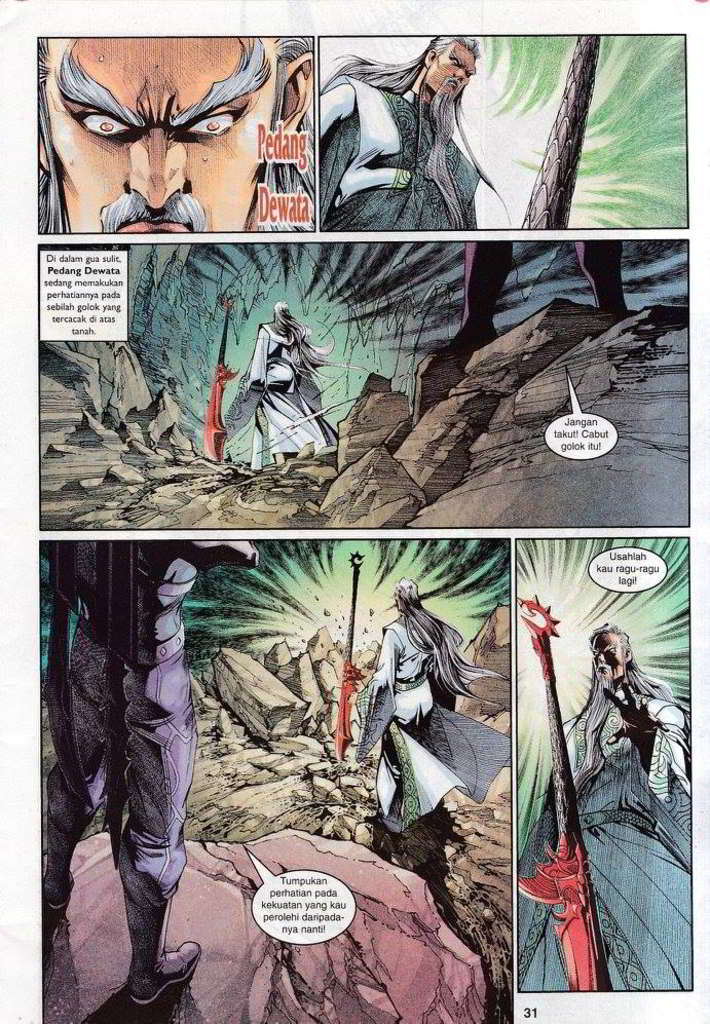 Pedang
Dewata
Di dalam gua sulit,
Pedang Dewata
sedang memakukan
perhatiannya pada
sebilah golok yang
tercacak di atas
tanah.
Jangan
takut! Cabut
golok itu!
Tumpukan
perhatian pada
kekuatan yang kau
perolehi daripada-
nya nanti!
Usahlah
kau ragu-ragu
lagi!
31